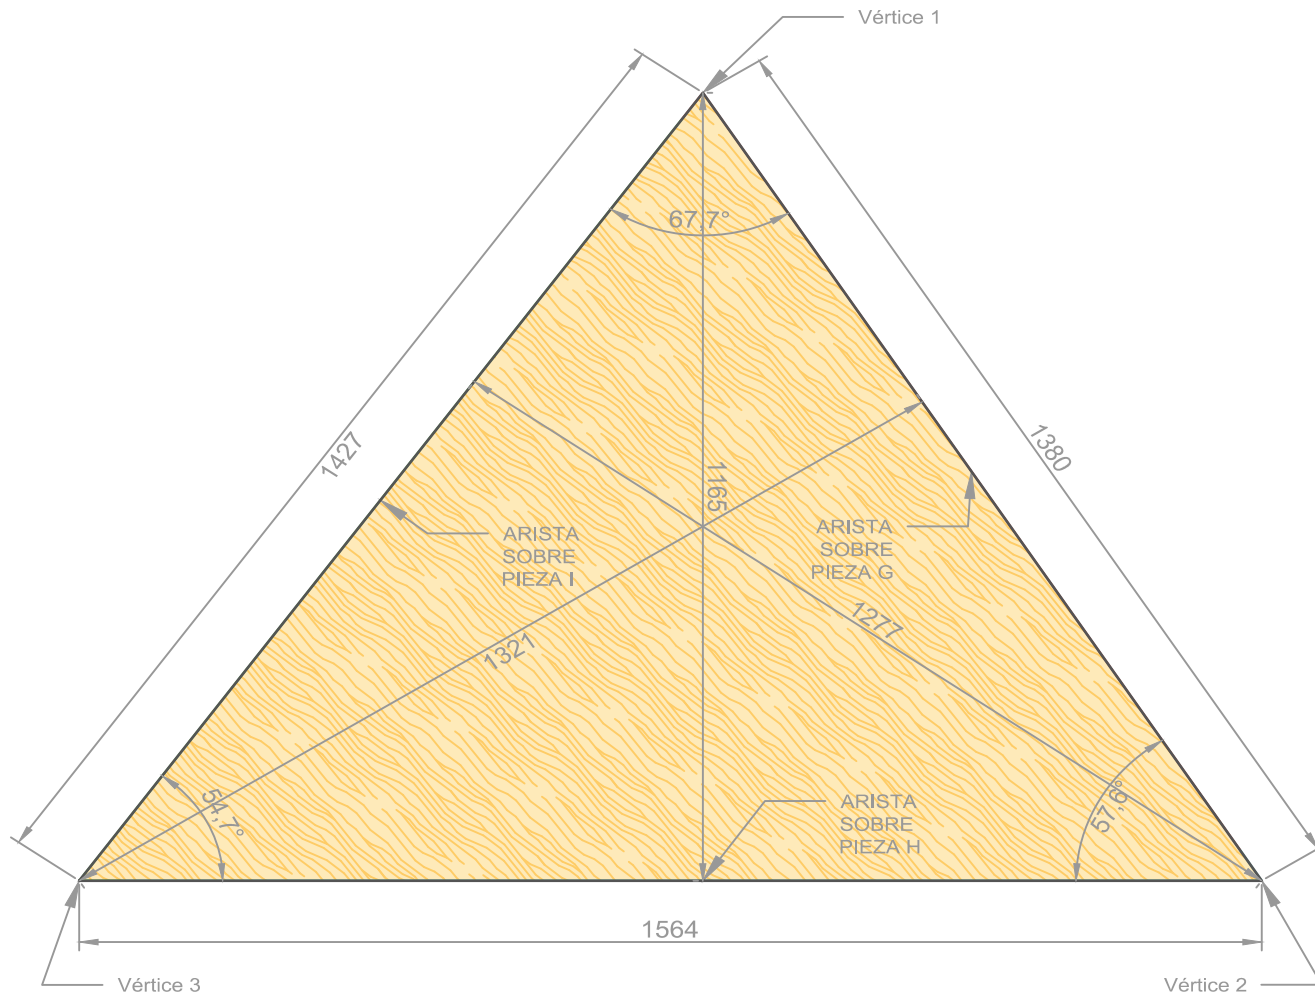 Vértice 1
67,7°
1427
1380
1165
ARISTA
SOBRE
PIEZA I
ARISTA
SOBRE
PIEZA G
1321
1277
54,7°
57,6°
ARISTA
SOBRE
PIEZA H
1564
Vértice 3
Vértice 2